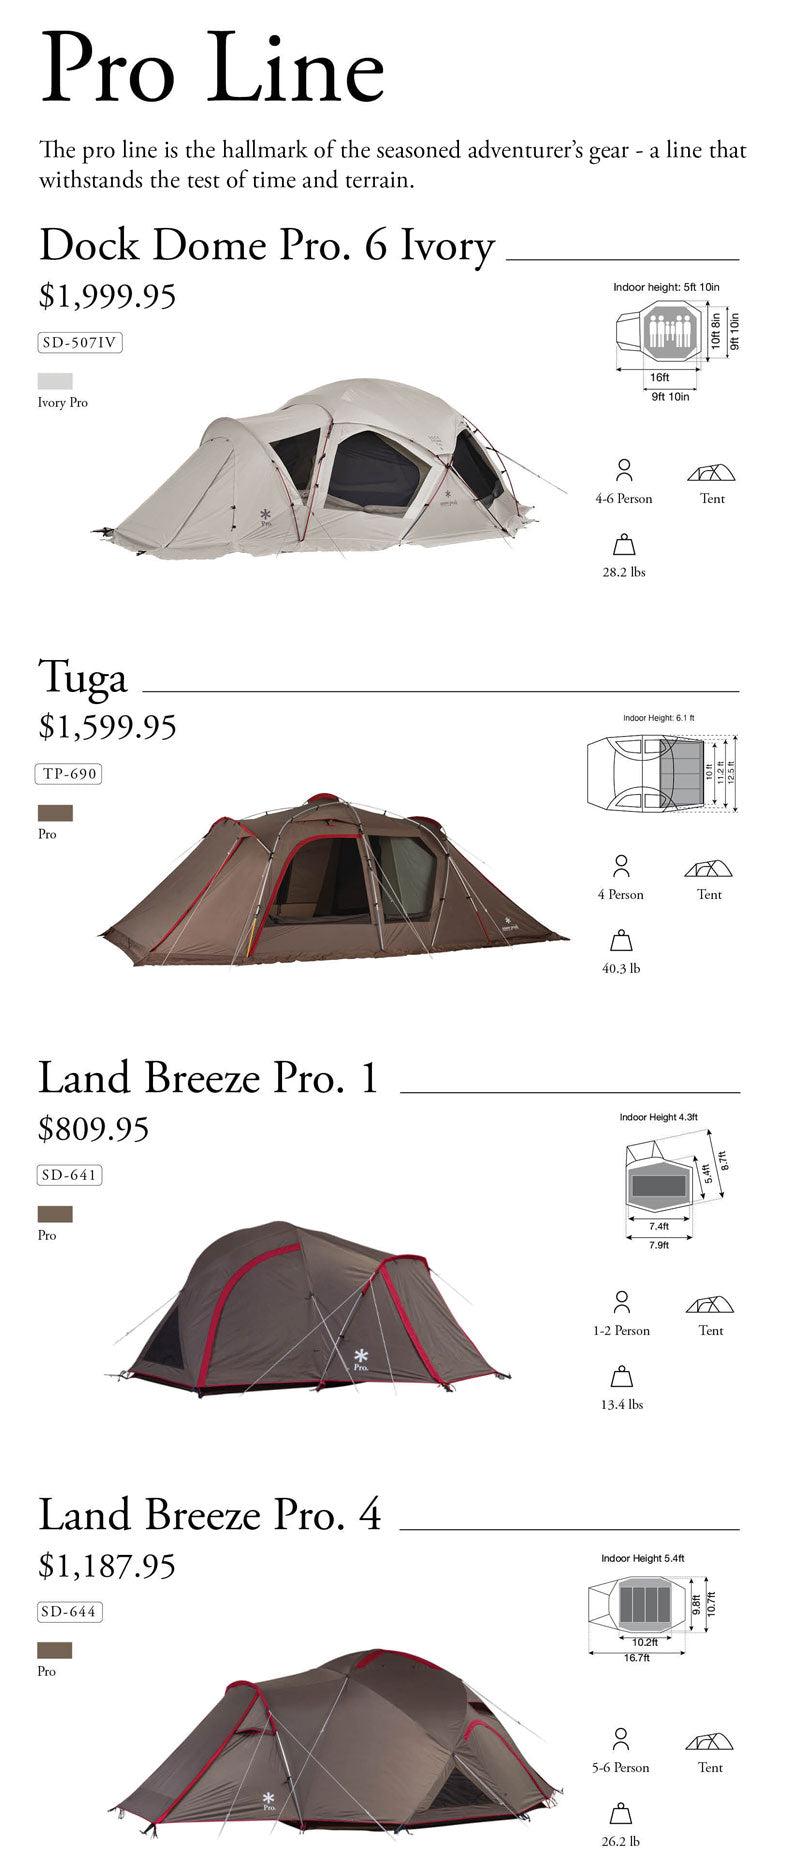 Pro Line
The pro line is the hallmark of the seasoned adventurer's gear - a line that
withstands the test of time and terrain.
Dock Dome Pro. 6 Ivory
$1,999.95
SD-507IV
Ivory Pro
Indoor height: 5ft 10in
10ft 8in
9ft 10in
16ft
9ft 10in
4-6 Person
Tent
28.2 lbs
Pro.
Tuga
$1,599.95
TP-690
Pro
Indoor Height: 6.1 ft
10 ft
11.2 ft
12.5 ft
4 Person
Tent
40.3 lb
Land Breeze Pro. 1
$809.95
SD-641
Pro
Indoor Height 4.3ft
5.4ft
8.7ft
7.4ft
7.9ft
1-2 Person
Tent
13.4 lbs
Pro.
Land Breeze Pro. 4
$1,187.95
SD-644
Pro
Indoor Height 5.4ft
9.8ft
10.7ft
10.2ft
16.7ft
5-6 Person
Tent
26.2 lb
Pro.